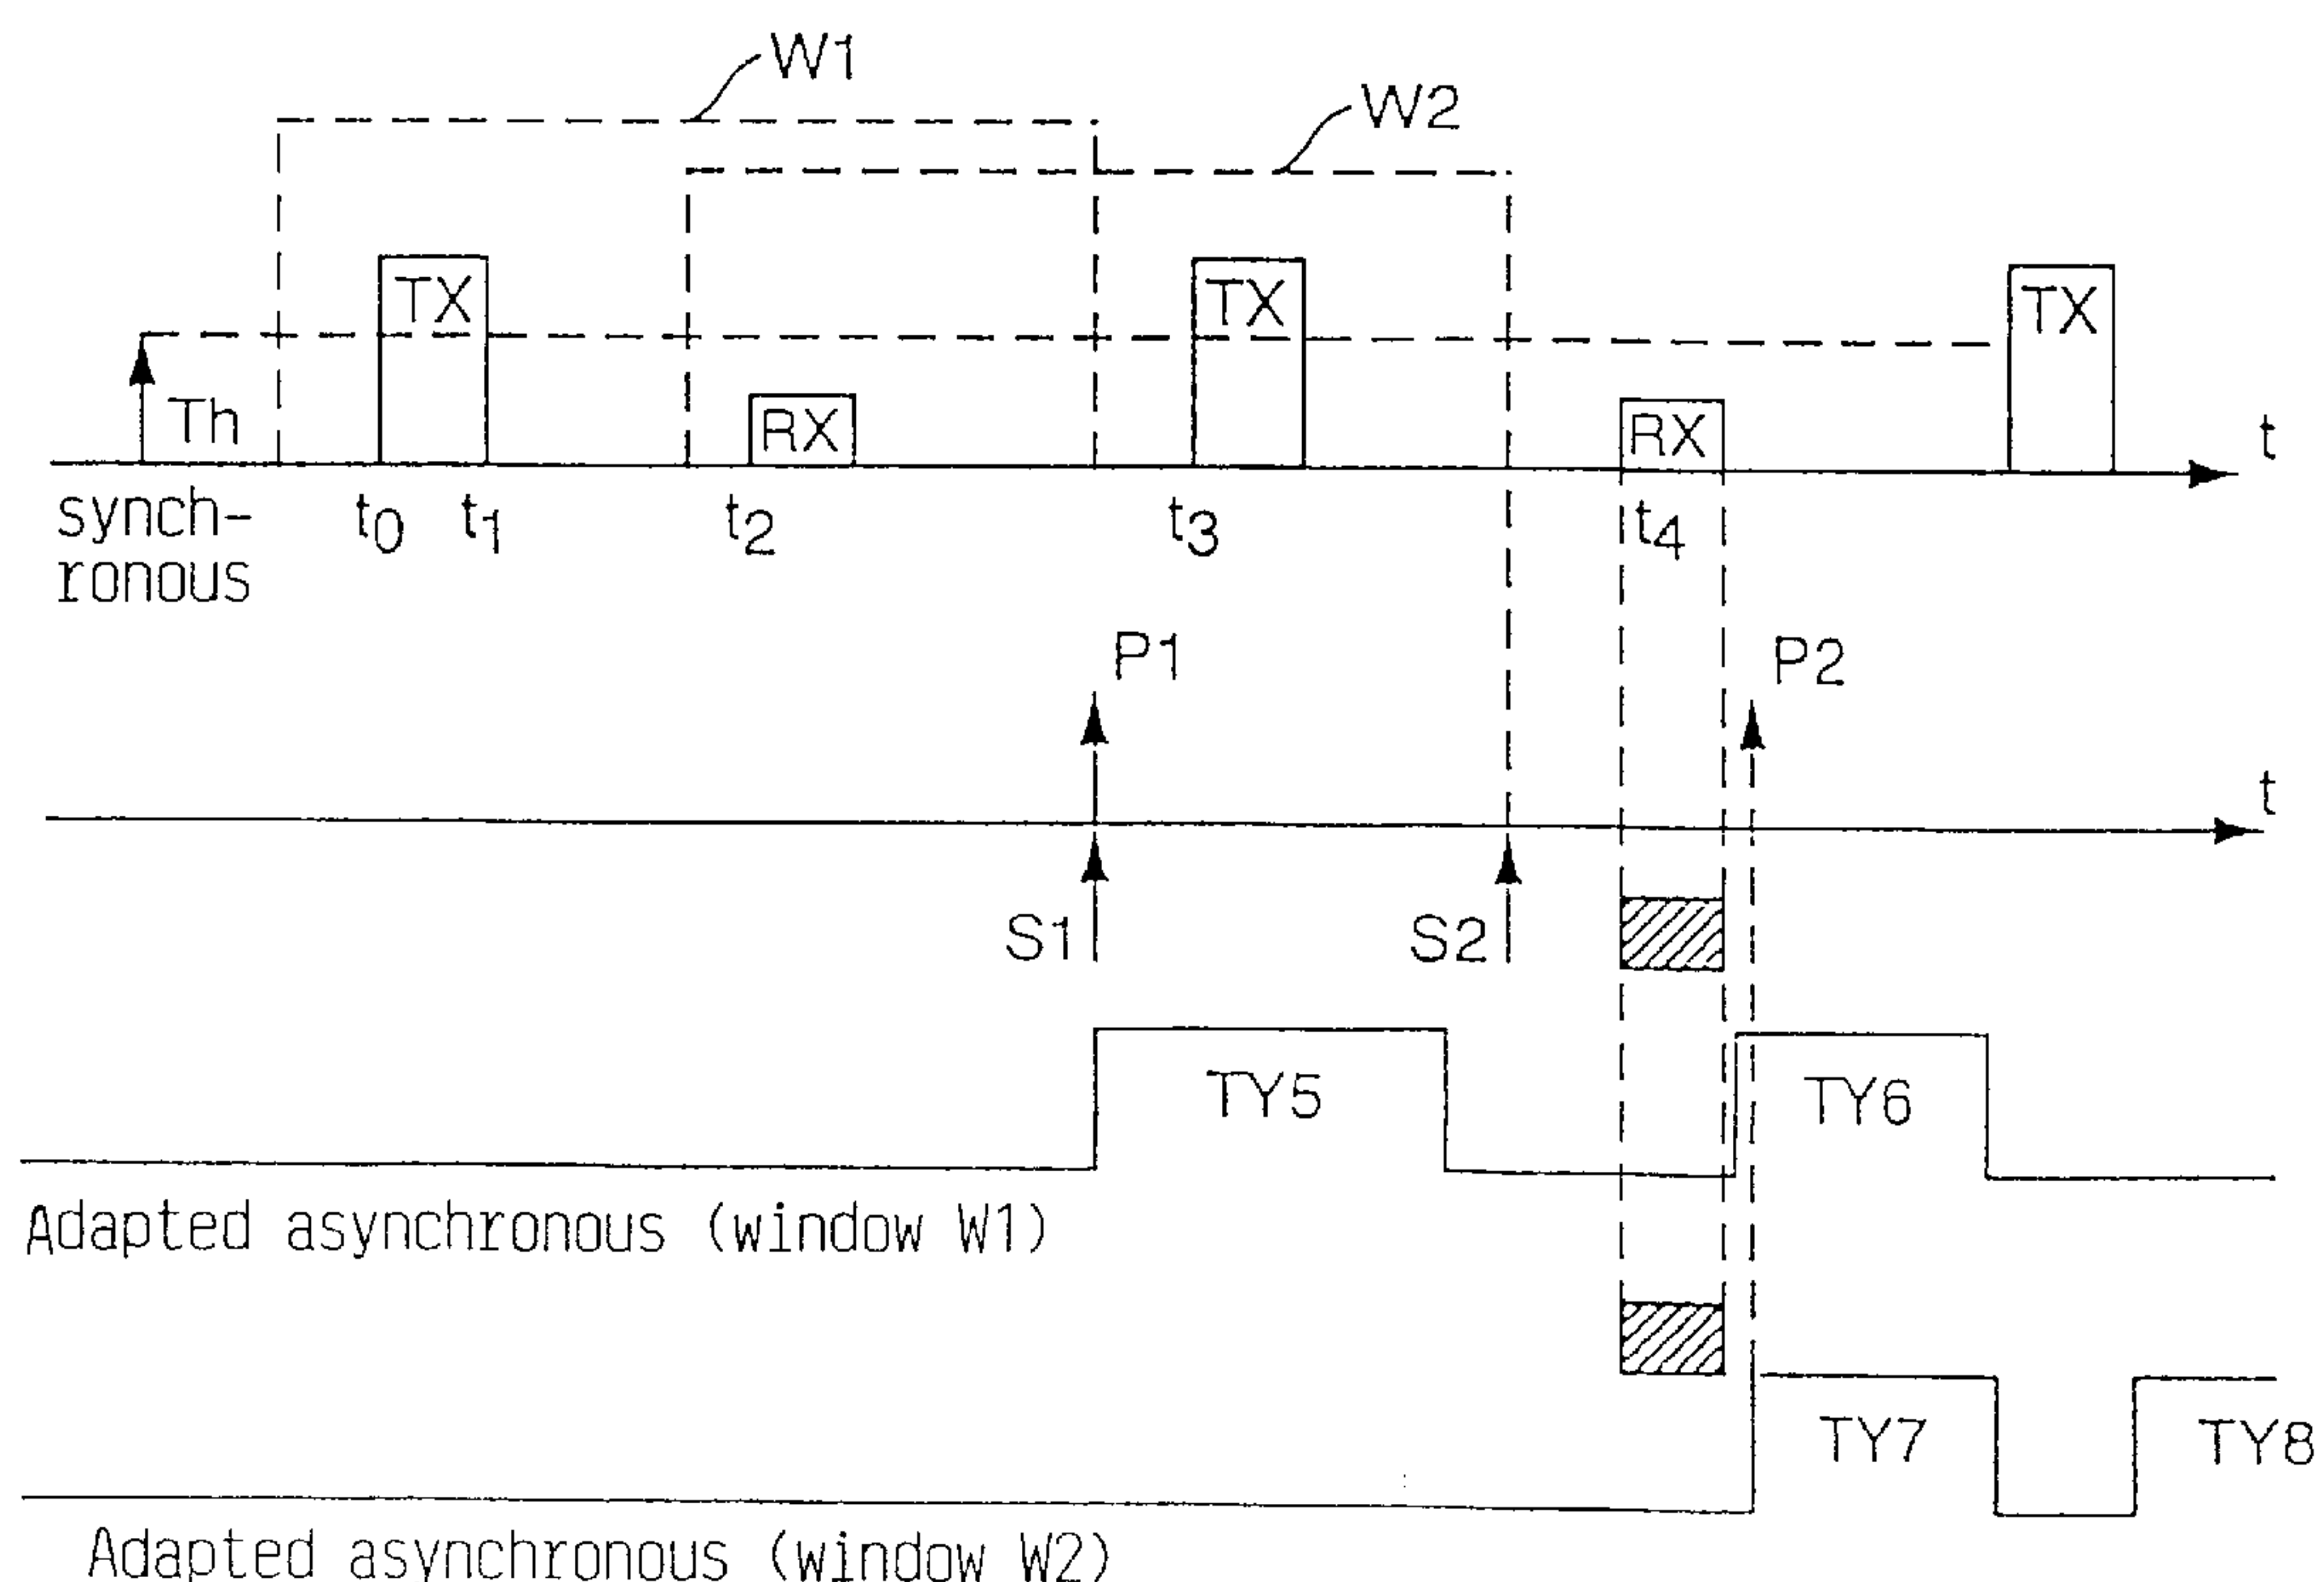 W1
W2
TX
TX
TX
Th
RX
RX
t
synch-
ronous
t0
t1
t2
t3
t4
P1
P2
t
S1
S2
TY5
TY6
Adapted asynchronous (window W1)
TY7
TY8
Adapted asynchronous (window W2)